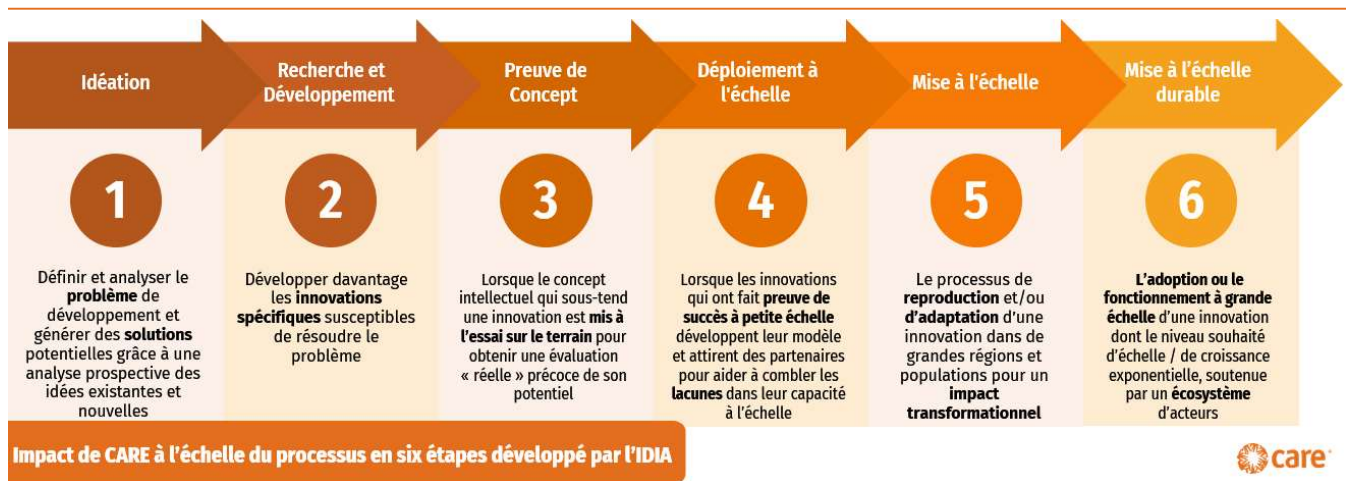 Idéation
Recherche et
Développement
Preuve de
Concept
Déploiement à
l'échelle
Mise à l'échelle
Mise à l'échelle
durable
1
2
3
4
5
6
Définir et analyser le
problème de
développement et
générer des solutions
potentielles grâce à une
analyse prospective des
idées existantes et
nouvelles
Développer davantage
les innovations
spécifiques susceptibles
de résoudre le
problème
Lorsque le concept
intellectuel qui sous-tend
une innovation est mis à
l'essai sur le terrain pour
obtenir une évaluation
« réelle » précoce de son
potentiel
Lorsque les innovations
qui ont fait preuve de
succès à petite échelle
développent leur modèle
et attirent des partenaires
pour aider à combler les
lacunes dans leur capacité
à l'échelle
Le processus de
reproduction et/ou
d'adaptation d'une
innovation dans de
grandes régions et
populations pour un
impact
transformationnel
L'adoption ou le
fonctionnement à grande
échelle d'une innovation
dont le niveau souhaité
d'échelle / de croissance
exponentielle, soutenue
par un écosystème
d'acteurs
Impact de CARE à l'échelle du processus en six étapes développé par l'IDIA
care